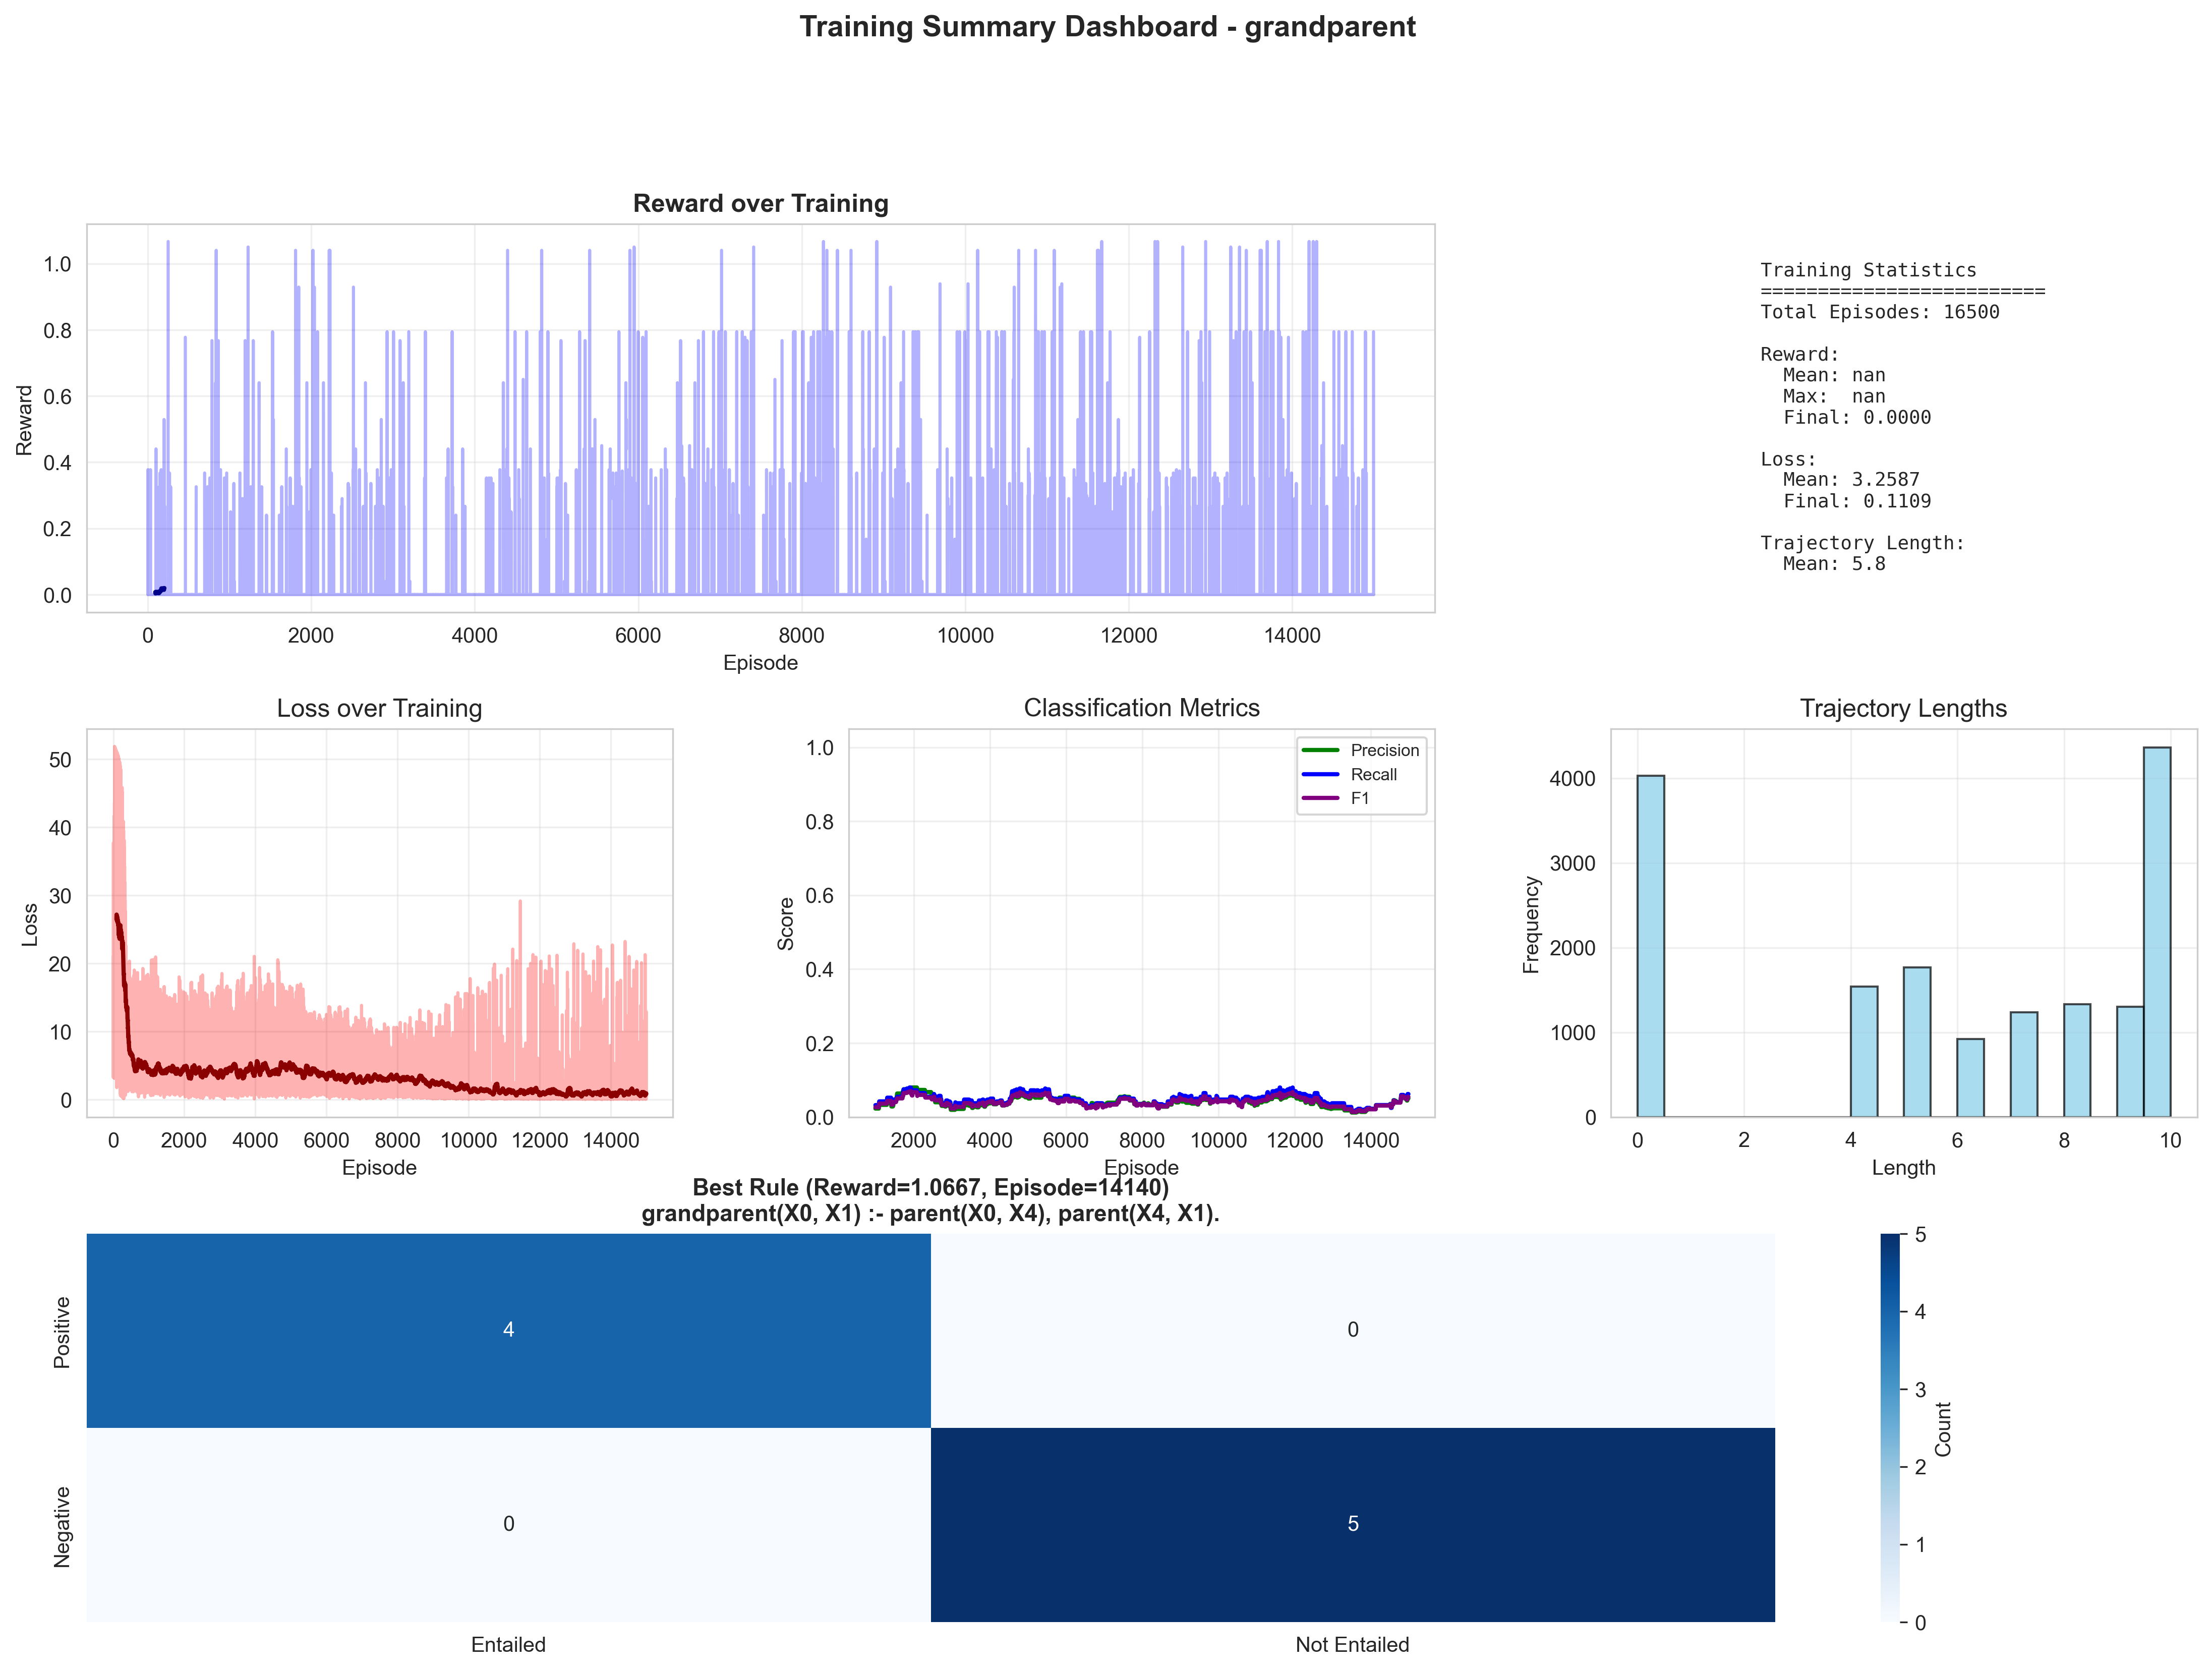 Training Summary Dashboard - grandparent
Reward over Training
Reward
1.0
0.8
0.6
0.4
0.2
0.0
0 2000 4000 6000 8000 10000 12000 14000
Episode
Training Statistics
=========================
Total Episodes: 16500
Reward:
Mean: nan
Max: nan
Final: 0.0000
Loss:
Mean: 3.2587
Final: 0.1109
Trajectory Length:
Mean: 5.8
Loss over Training
Loss
50
40
30
20
10
0
0 2000 4000 6000 8000 10000 12000 14000
Episode
Classification Metrics
Score
1.0
0.8
0.6
0.4
0.2
0.0
Precision
Recall
F1
2000 4000 6000 8000 10000 12000 14000
Episode
Trajectory Lengths
Frequency
4000
3000
2000
1000
0
0 2 4 6 8 10
Length
Best Rule (Reward=1.0667, Episode=14140)
grandparent(X0, X1) :- parent(X0, X4), parent(X4, X1).
Positive
4 0
Negative
0 5
Entailed Not Entailed
5
4
3
2
1
0
Count